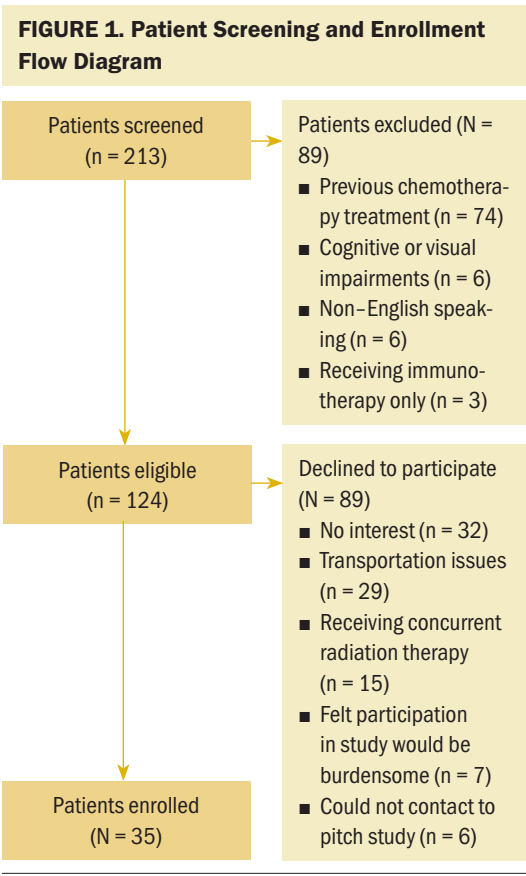 FIGURE 1. Patient Screening and Enrollment
Flow Diagram
Patients screened
(n = 213)
Patients excluded (N =
89)
■ Previous chemothera-
py treatment (n = 74)
■ Cognitive or visual
impairments (n = 6)
■ Non–English speak-
ing (n = 6)
■ Receiving immuno-
therapy only (n = 3)
Patients eligible
(n = 124)
Declined to participate
(N = 89)
■ No interest (n = 32)
■ Transportation issues
(n = 29)
■ Receiving concurrent
radiation therapy
(n = 15)
■ Felt participation
in study would be
burdensome (n = 7)
■ Could not contact to
pitch study (n = 6)
Patients enrolled
(N = 35)